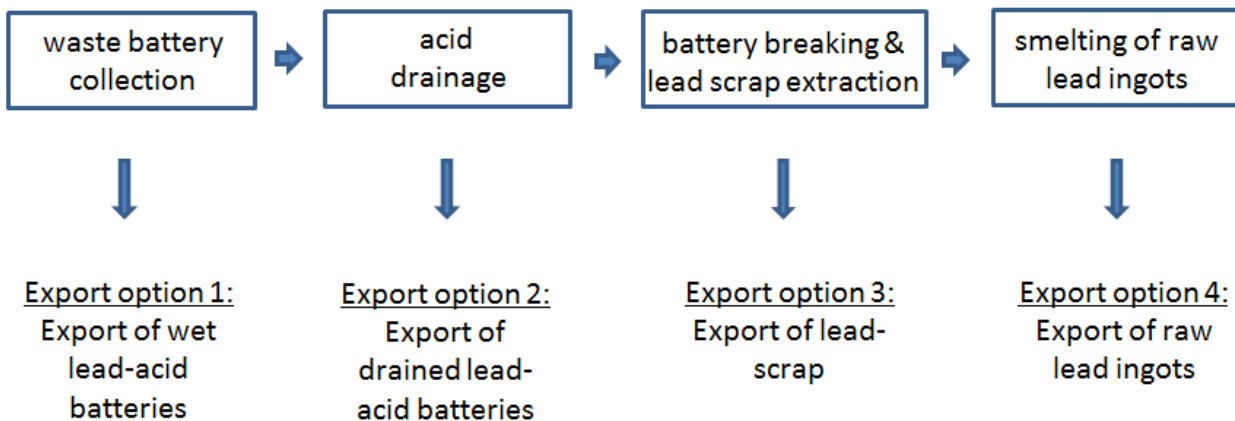 waste battery
collection
acid
drainage
battery breaking &
lead scrap extraction
smelting of raw
lead ingots
Export option 1:
Export of wet
lead-acid
batteries
Export option 2:
Export of
drained lead-
acid batteries
Export option 3:
Export of lead-
scrap
Export option 4:
Export of raw
lead ingots